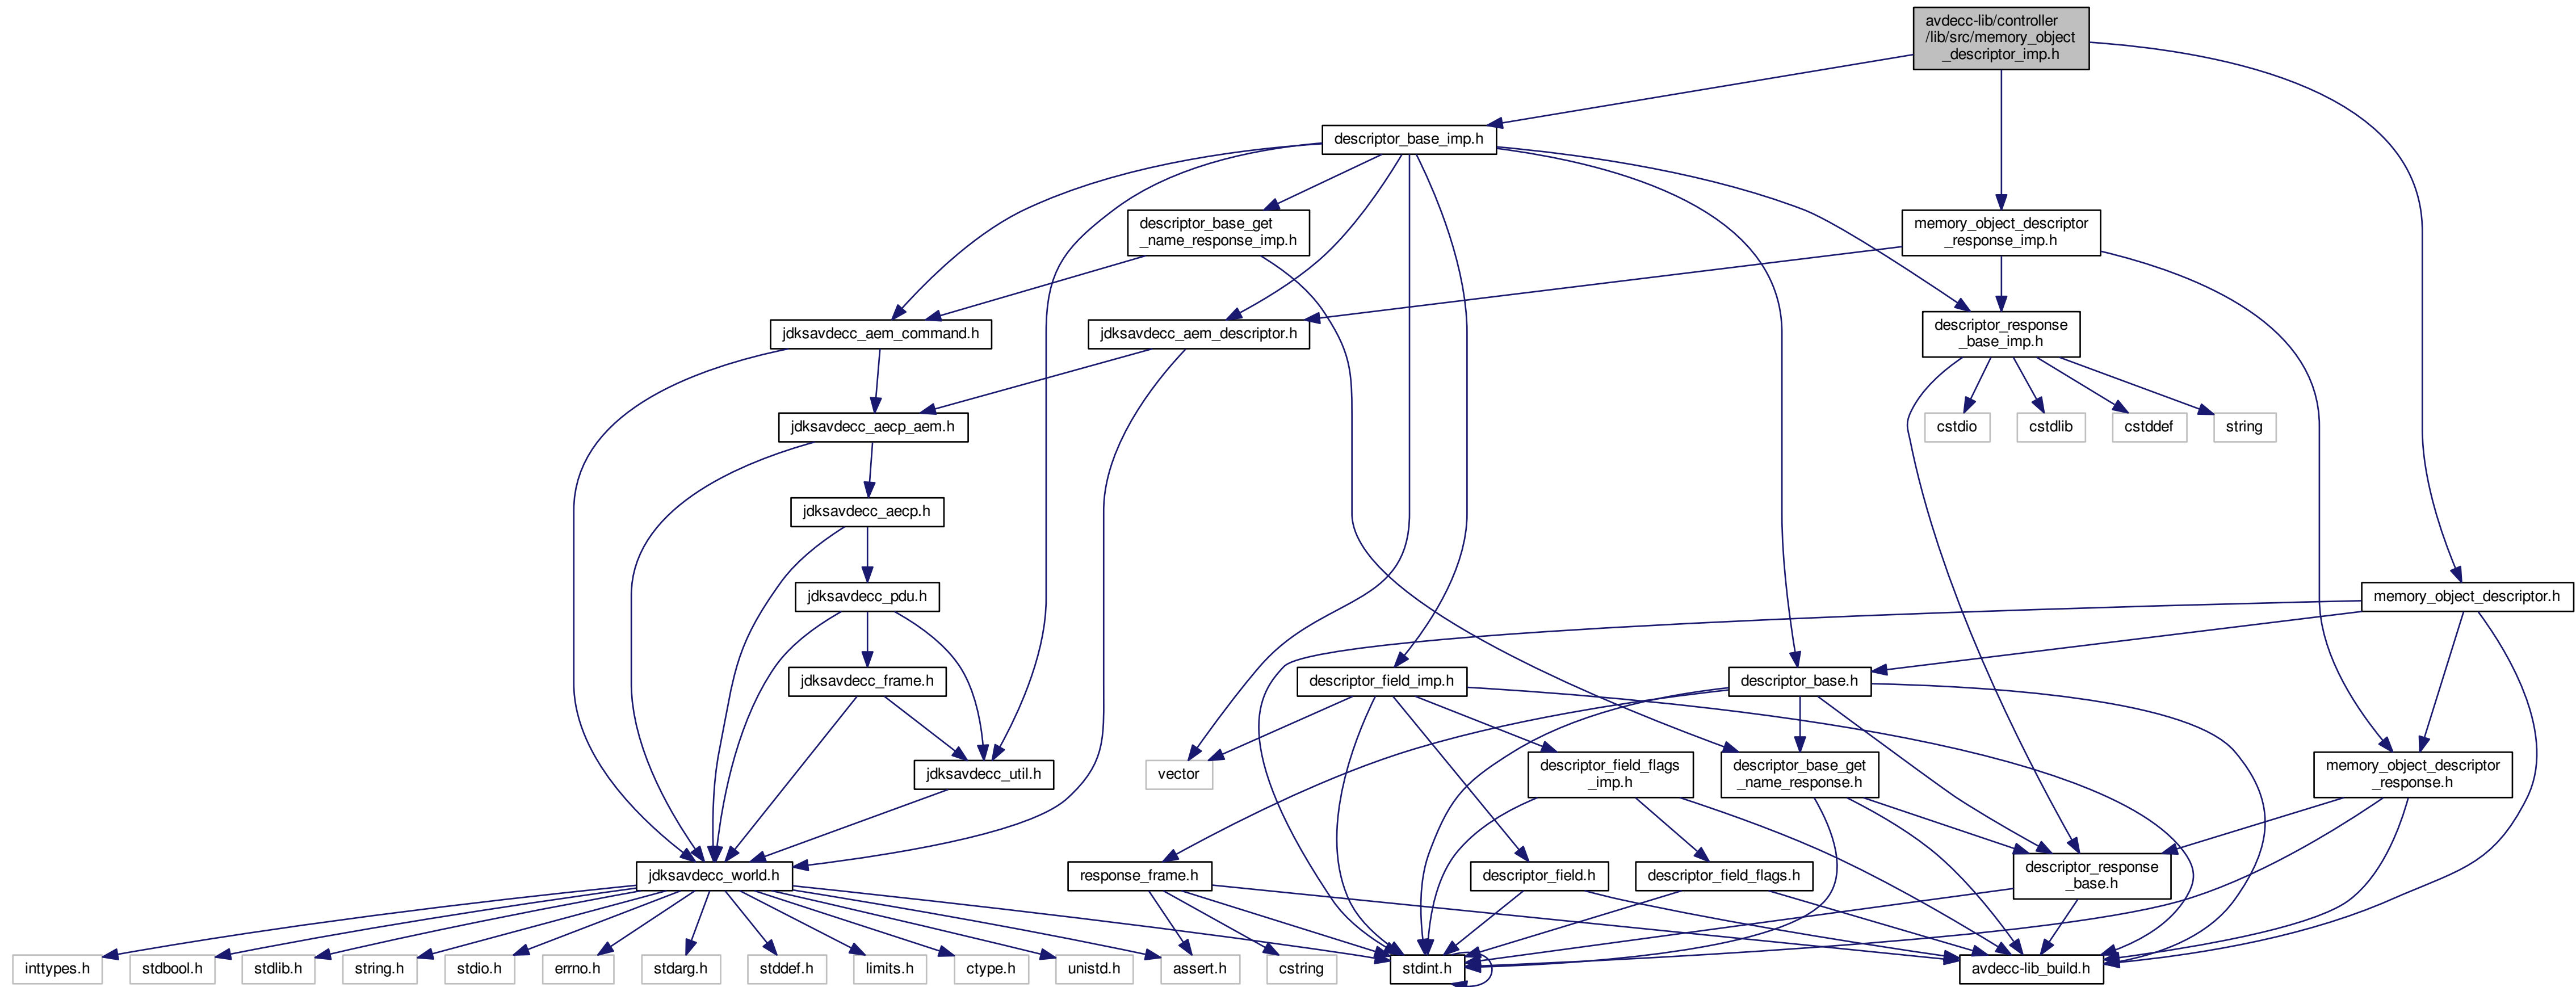 avdecc-lib/controller
/lib/src/memory_object
_descriptor_imp.h
descriptor_base_imp.h
descriptor_base_get
_name_response_imp.h
memory_object_descriptor
_response_imp.h
jdksavdecc_aem_command.h
jdksavdecc_aem_descriptor.h
descriptor_response
_base_imp.h
jdksavdecc_aecp_aem.h
cstdio
cstdlib
cstddef
string
jdksavdecc_aecp.h
jdksavdecc_pdu.h
memory_object_descriptor.h
jdksavdecc_frame.h
descriptor_field_imp.h
descriptor_base.h
jdksavdecc_util.h
vector
descriptor_field_flags
_imp.h
descriptor_base_get
_name_response.h
memory_object_descriptor
_response.h
jdksavdecc_world.h
response_frame.h
descriptor_field.h
descriptor_field_flags.h
descriptor_response
_base.h
inttypes.h
stdbool.h
stdlib.h
string.h
stdio.h
errno.h
stdarg.h
stddef.h
limits.h
ctype.h
unistd.h
assert.h
cstring
stdint.h
avdecc-lib_build.h